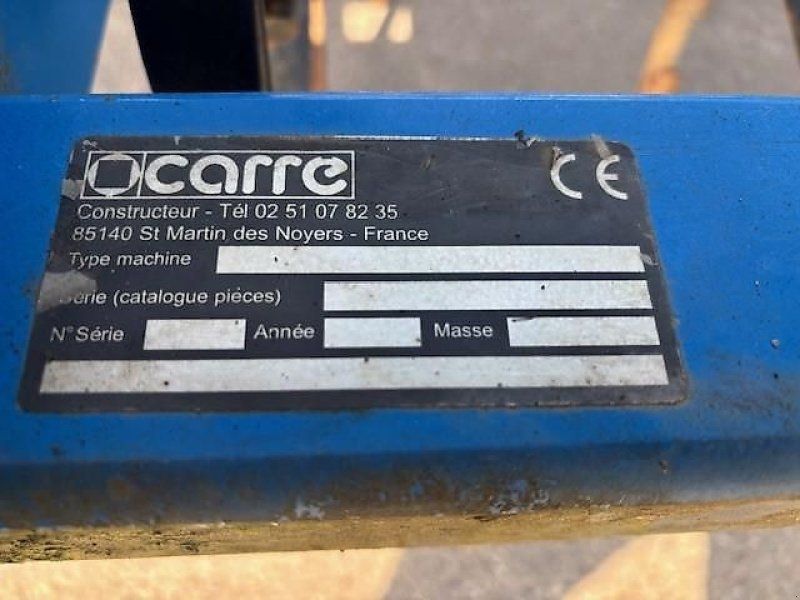 carre
CE
Constructeur - Tél 02 51 07 82 35
85140 St Martin des Noyers - France
Type machine
Série (catalogue pièces)
N° Série Année Masse